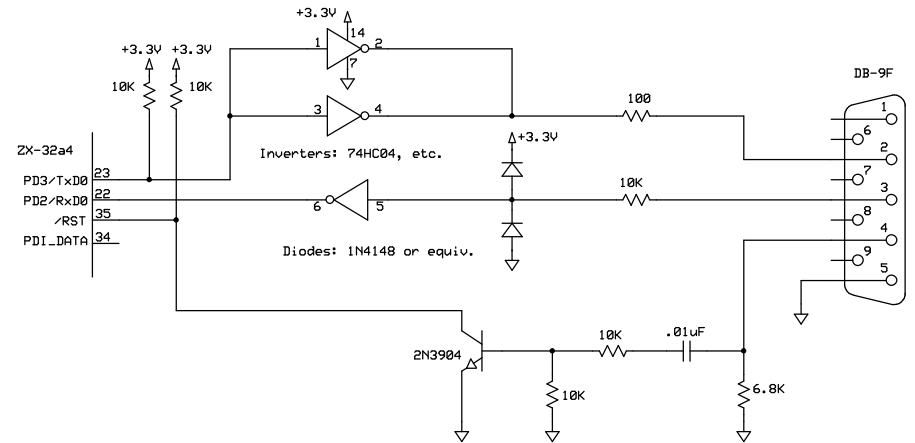 +3.3V
14
1
2
+3.3V +3.3V
7
DB-9F
10K
10K
3
4
100
1
6
ZX-32a4
Inverters: 74HC04, etc.
+3.3V
2
PD3/TxD0 23
7
PD2/RxD0 22
6
5
10K
3
/RST 35
8
PDI_DATA 34
4
Diodes: 1N4148 or equiv.
9
5
10K
.01uF
2N3904
10K
6.8K